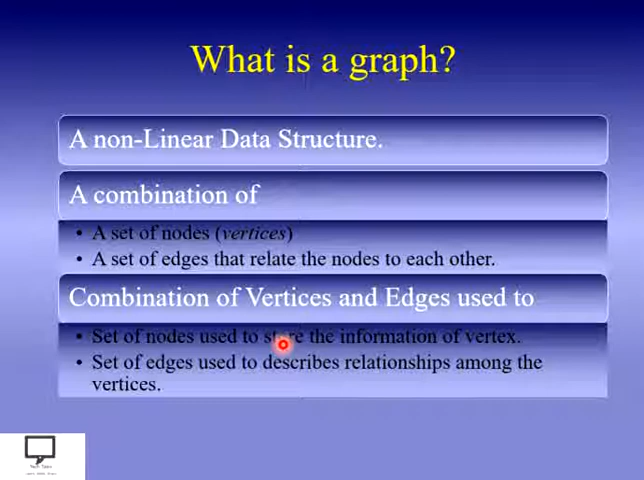 What is a graph?
A non-Linear Data Structure.
A combination of
• A set of nodes (vertices)
• A set of edges that relate the nodes to each other.
Combination of Vertices and Edges used to
• Set of nodes used to store the information of vertex.
• Set of edges used to describes relationships among the
vertices.